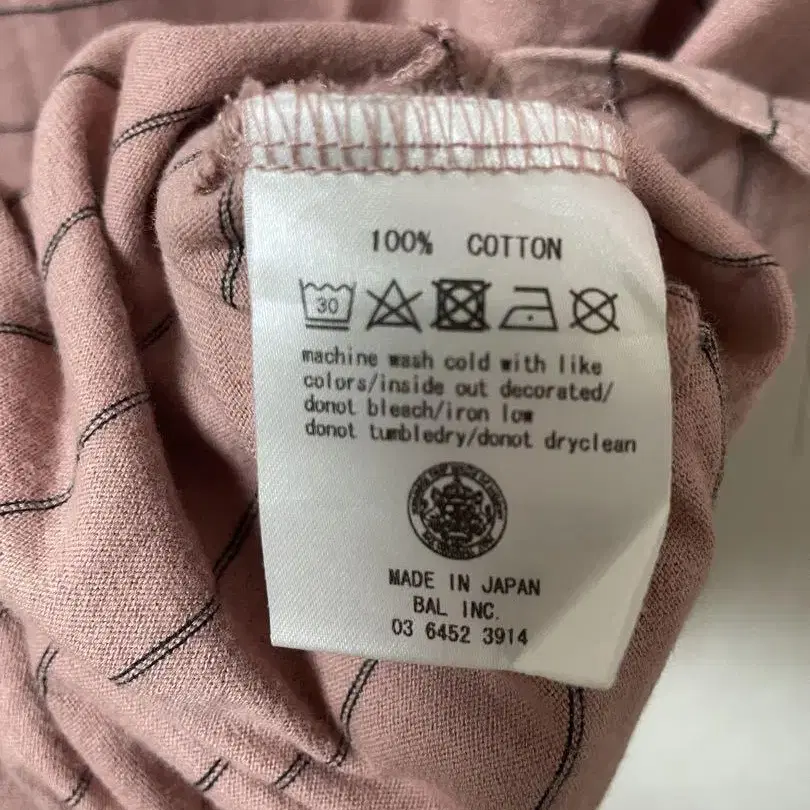 100% COTTON
30
machine wash cold with like
colors/inside out decorated/
donot bleach/iron low
donot tumbledry/donot dryclean
MADE IN JAPAN
BAL INC.
03 6452 3914